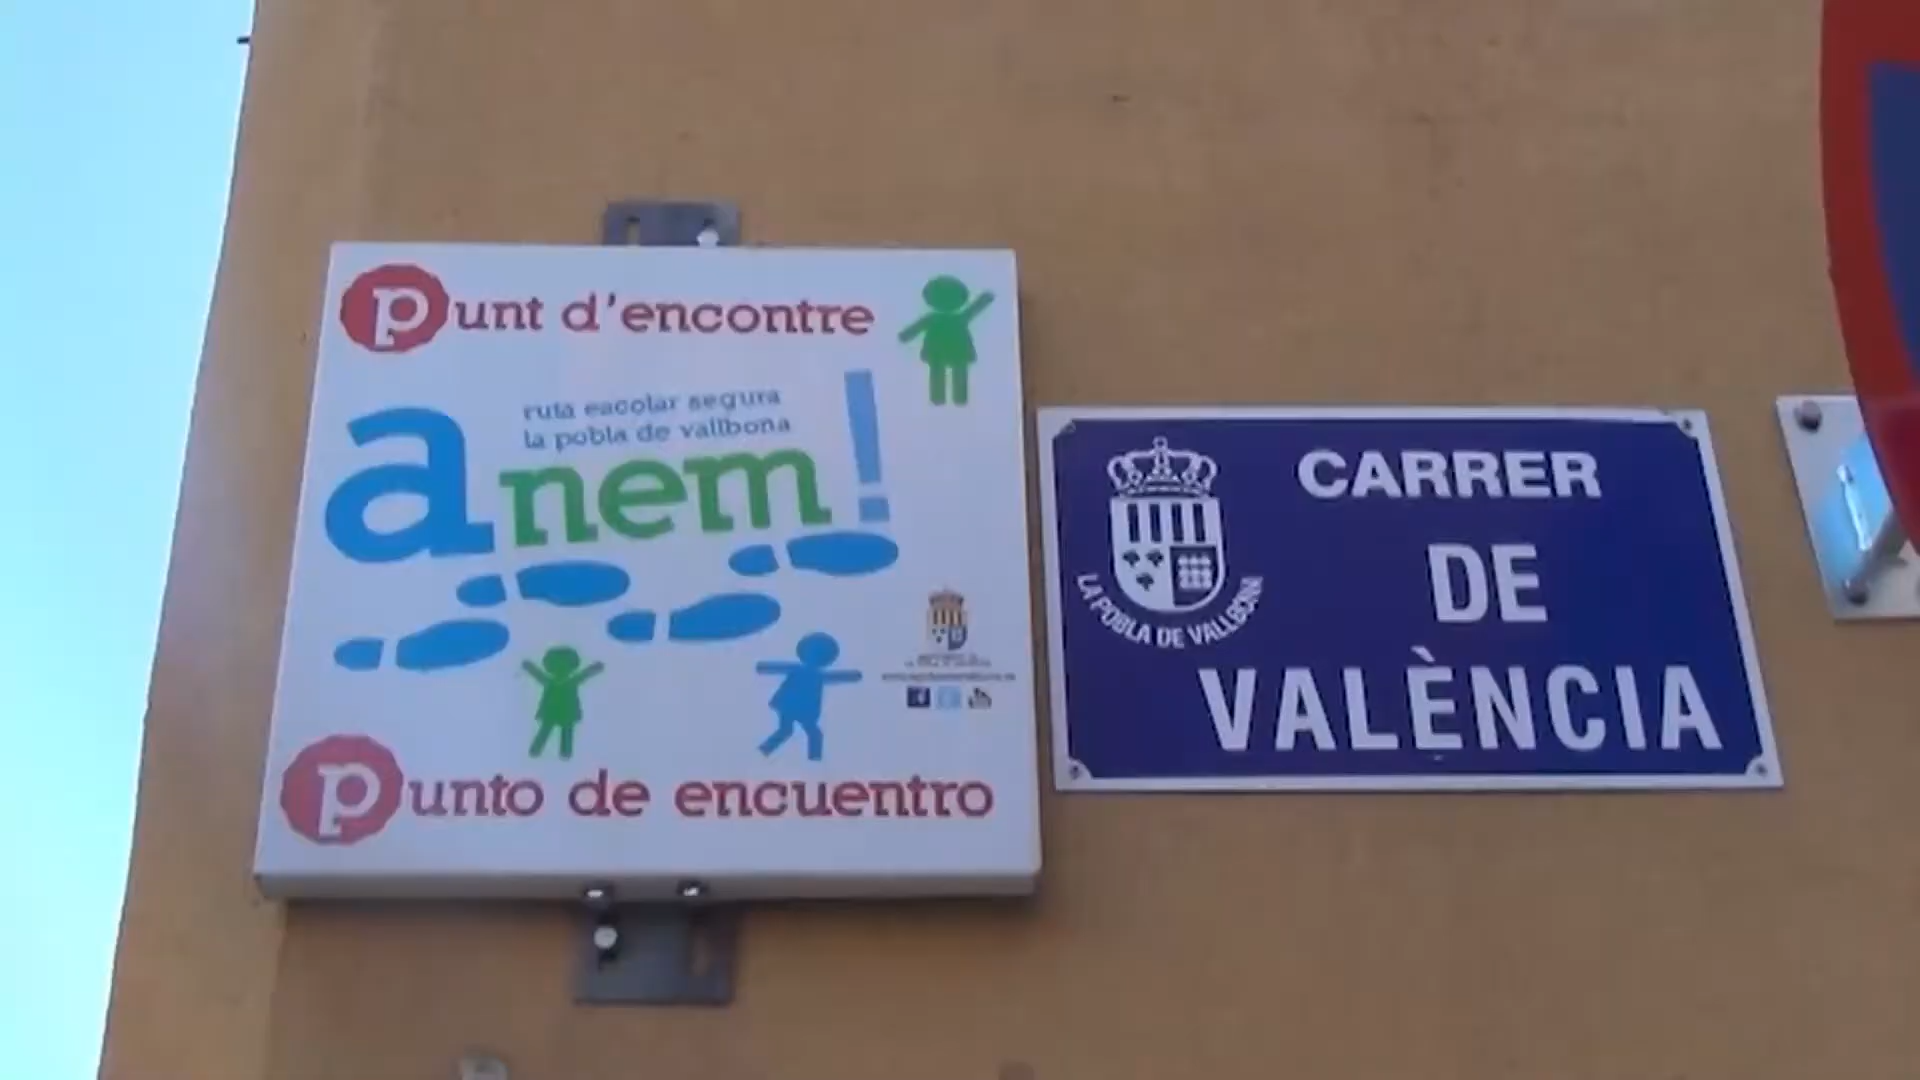 Punt d'encontre
ruta escolar segura
la pobla de vallbona
anem!
Punto de encuentro
CARRER
DE
VALÈNCIA
LA POBLA DE VALLBONA